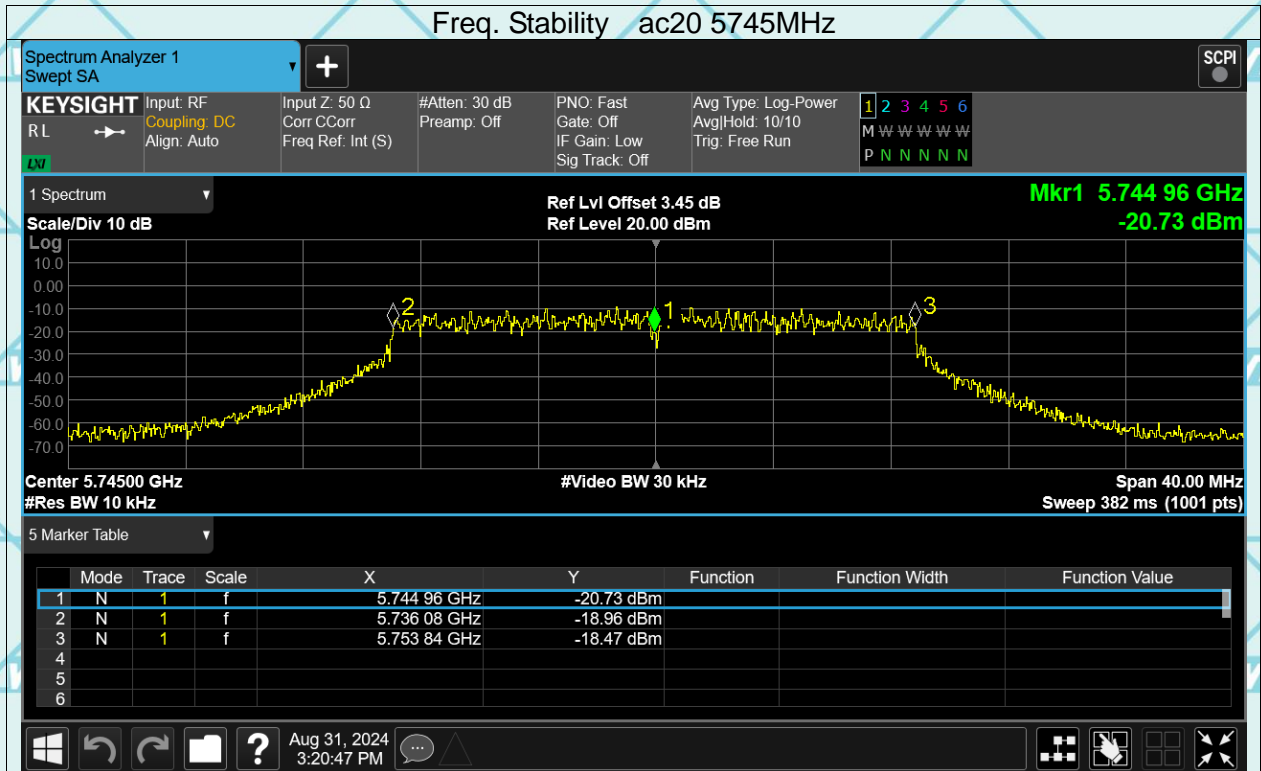 Freq. Stability ac20 5745MHz
Spectrum Analyzer 1
Swept SA
+
SCPI
KEYSIGHT Input: RF Input Z: 50 Ω #Atten: 30 dB PNO: Fast Avg Type: Log-Power 1 2 3 4 5 6
RL Coupling: DC Corr CCorr Preamp: Off Gate: Off Avg|Hold: 10/10 M W W W W W
Align: Auto Freq Ref: Int (S) IF Gain: Low Trig: Free Run
LXI Sig Track: Off P N N N N N
1 Spectrum
Ref Lvl Offset 3.45 dB
Mkr1 5.744 96 GHz
Scale/Div 10 dB Ref Level 20.00 dBm -20.73 dBm
Log
10.0
0.00
-10.0
-20.0
-30.0
-40.0
-50.0
-60.0
-70.0
2 1 3
Center 5.74500 GHz #Video BW 30 kHz Span 40.00 MHz
#Res BW 10 kHz Sweep 382 ms (1001 pts)
5 Marker Table
Mode Trace Scale X Y Function Function Width Function Value
1 N 1 f 5.744 96 GHz -20.73 dBm
2 N 1 f 5.736 08 GHz -18.96 dBm
3 N 1 f 5.753 84 GHz -18.47 dBm
4
5
6
? Aug 31, 2024
3:20:47 PM